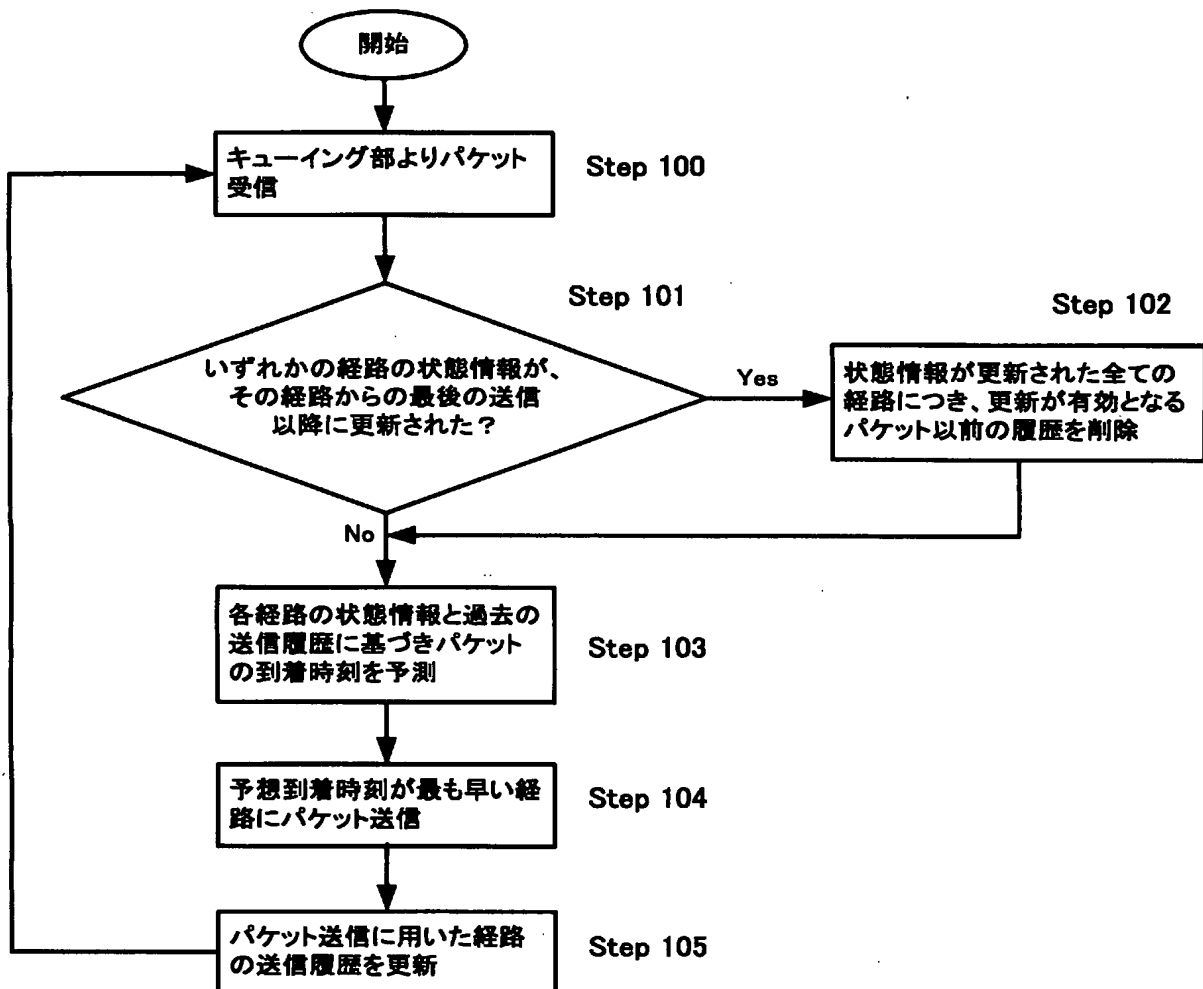 開始
キューイング部よりパケット
受信
Step 100
Step 101
いずれかの経路の状態情報が、
その経路からの最後の送信
以降に更新された?
Yes
Step 102
状態情報が更新された全ての
経路につき、更新が有効となる
パケット以前の履歴を削除
No
各経路の状態情報と過去の
送信履歴に基づきパケット
の到着時刻を予測
Step 103
予想到着時刻が最も早い経
路にパケット送信
Step 104
パケット送信に用いた経路
の送信履歴を更新
Step 105